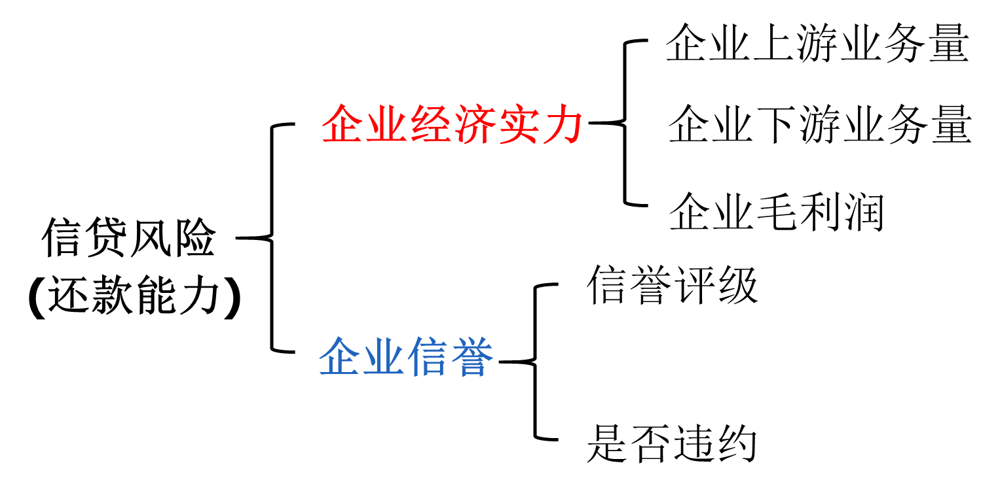 企业上游业务量
企业经济实力
企业下游业务量
企业毛利润
信贷风险
(还款能力)
信誉评级
企业信誉
是否违约